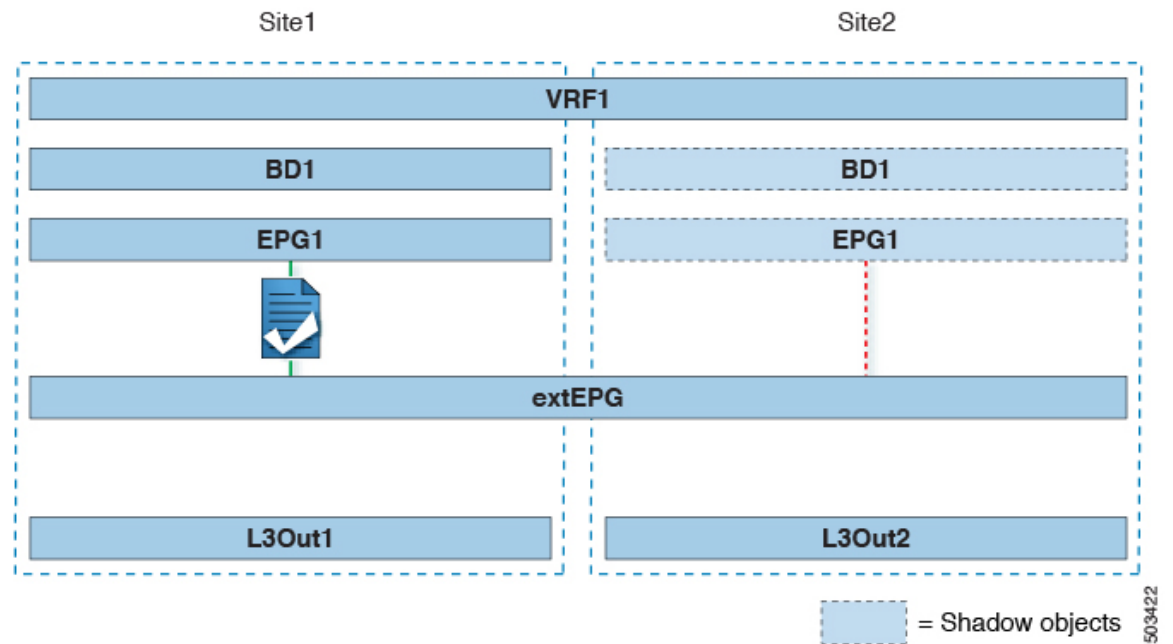 Site1
Site2
VRF1
BD1
BD1
EPG1
EPG1
extEPG
L3Out1
L3Out2
= Shadow objects
503422